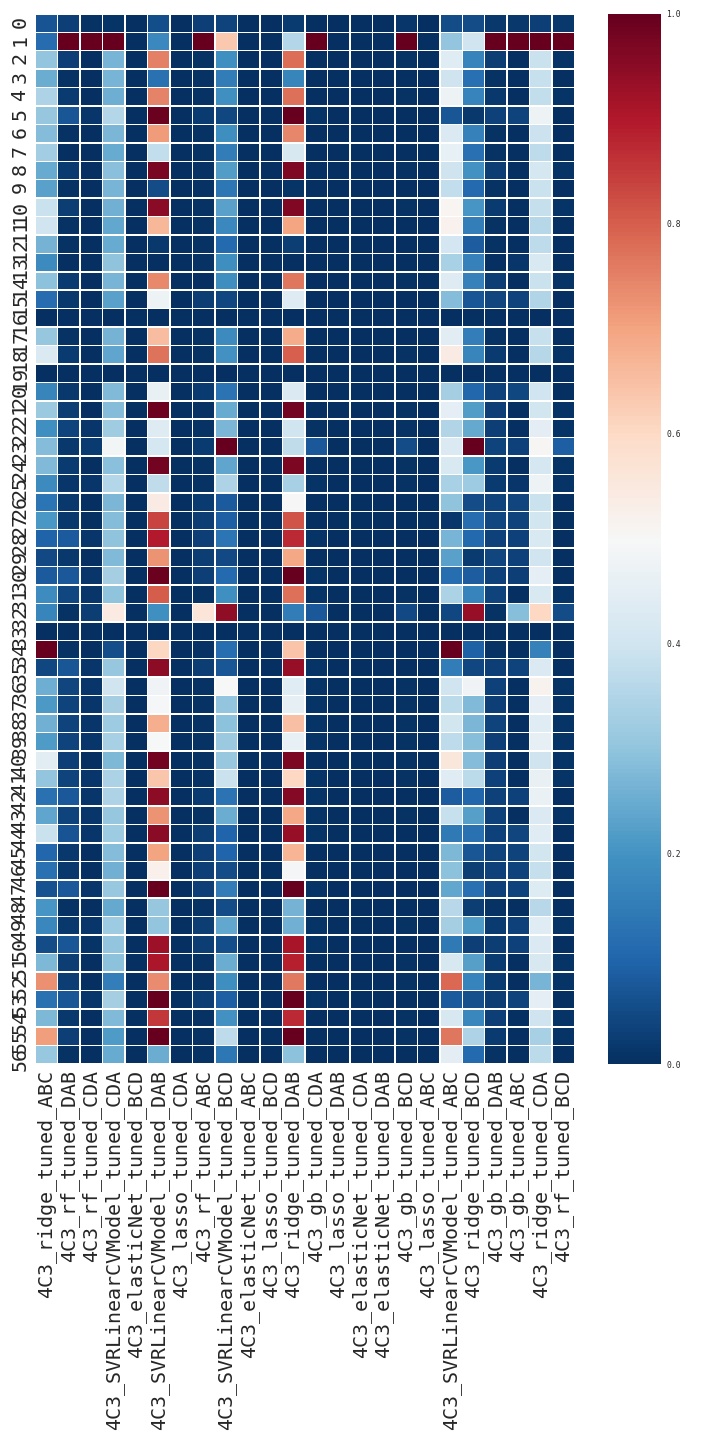 0
1
2
3
4
5
6
7
8
9
10
11
12
13
14
15
16
17
18
19
20
21
22
23
24
25
26
27
28
29
30
31
32
33
34
35
36
37
38
39
40
41
42
43
44
45
46
47
48
49
50
51
52
53
54
55
56
4C3_ridge_tuned_ABC
4C3_rf_tuned_DAB
4C3_rf_tuned_CDA
4C3_SVRLinearCVModel_tuned_CDA
4C3_elasticNet_tuned_BCD
4C3_SVRLinearCVModel_tuned_DAB
4C3_lasso_tuned_CDA
4C3_rf_tuned_ABC
4C3_SVRLinearCVModel_tuned_BCD
4C3_elasticNet_tuned_ABC
4C3_lasso_tuned_BCD
4C3_ridge_tuned_DAB
4C3_gb_tuned_CDA
4C3_lasso_tuned_DAB
4C3_elasticNet_tuned_CDA
4C3_elasticNet_tuned_DAB
4C3_gb_tuned_BCD
4C3_lasso_tuned_ABC
4C3_SVRLinearCVModel_tuned_ABC
4C3_ridge_tuned_BCD
4C3_gb_tuned_DAB
4C3_gb_tuned_ABC
4C3_ridge_tuned_CDA
4C3_rf_tuned_BCD
1.0
0.8
0.6
0.4
0.2
0.0